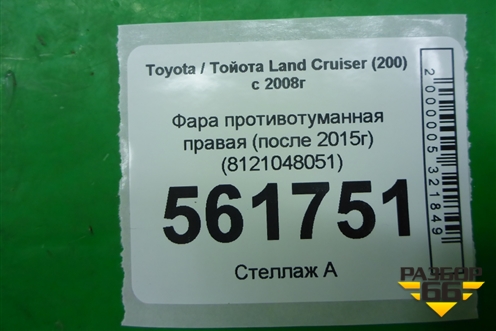 Toyota / Тойота Land Cruiser (200)
с 2008г
Фара противотуманная
правая (после 2015г)
(8121048051)
561751
Стеллаж А
2000005321849
РАЗБОР
66